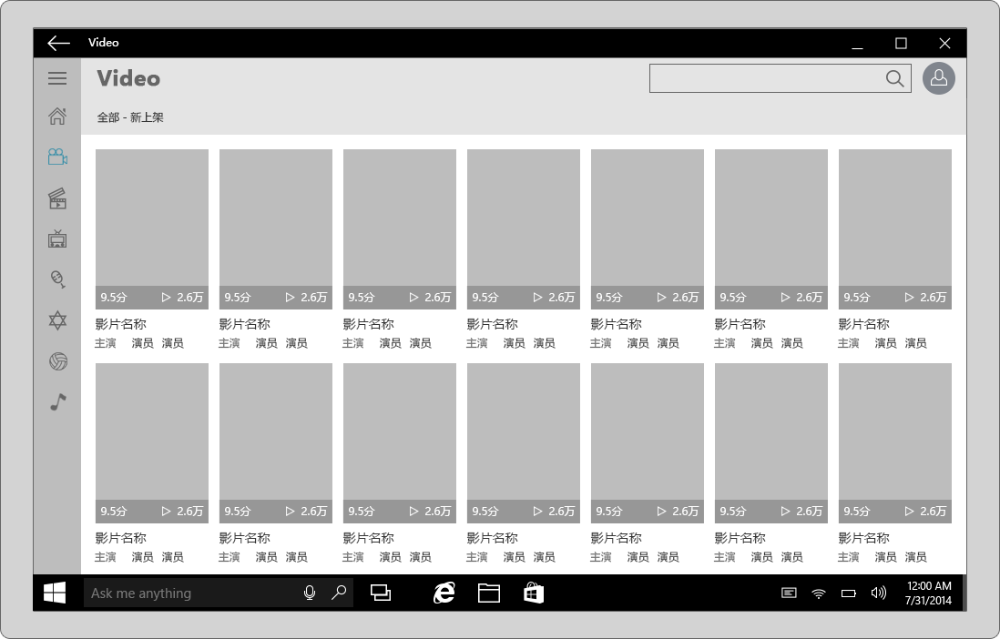 Video
Video
全部 - 新上架
9.5分 2.6万 9.5分 2.6万 9.5分 2.6万 9.5分 2.6万 9.5分 2.6万 9.5分 2.6万 9.5分 2.6万
影片名称 影片名称 影片名称 影片名称 影片名称 影片名称 影片名称
主演 演员 演员 主演 演员 演员 主演 演员 演员 主演 演员 演员 主演 演员 演员 主演 演员 演员 主演 演员 演员
9.5分 2.6万 9.5分 2.6万 9.5分 2.6万 9.5分 2.6万 9.5分 2.6万 9.5分 2.6万 9.5分 2.6万
影片名称 影片名称 影片名称 影片名称 影片名称 影片名称 影片名称
主演 演员 演员 主演 演员 演员 主演 演员 演员 主演 演员 演员 主演 演员 演员 主演 演员 演员 主演 演员 演员
Ask me anything
12:00 AM
7/31/2014